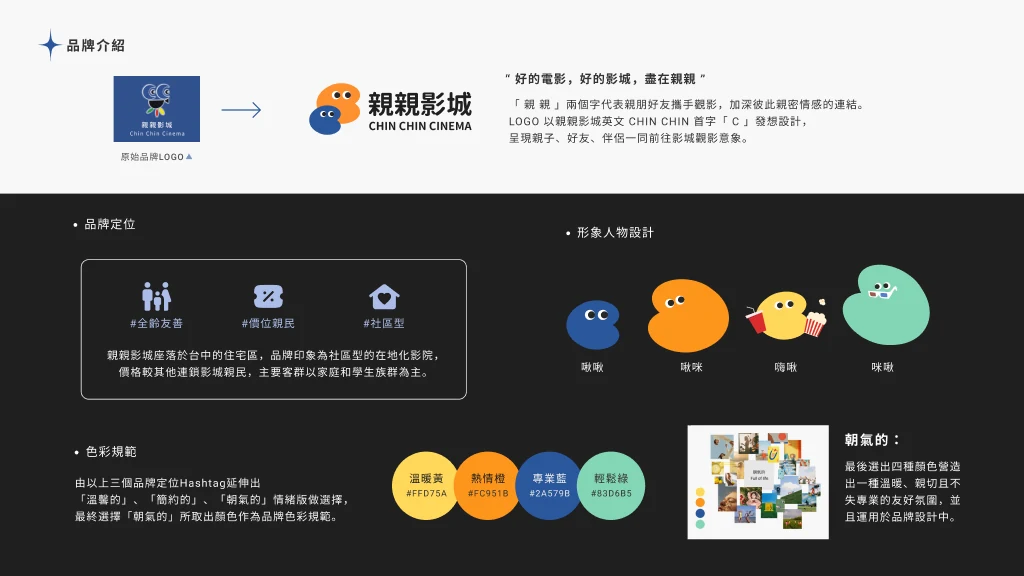 品牌介紹
親親影城
Chin Chin Cinema
原始品牌LOGO
親親影城
CHIN CHIN CINEMA
“ 好的電影，好的影城，盡在親親 ”
「 親 親 」兩個字代表親朋好友攜手觀影，加深彼此親密情感的連結。
LOGO 以親親影城英文 CHIN CHIN 首字「 C 」發想設計，
呈現親子、好友、伴侶一同前往影城觀影意象。
• 品牌定位
#全齡友善
#價位親民
#社區型
親親影城座落於台中的住宅區，品牌印象為社區型的在地化影院，
價格較其他連鎖影城親民，主要客群以家庭和學生族群為主。
• 形象人物設計
啾啾
啾咪
嗨啾
咪啾
• 色彩規範
由以上三個品牌定位Hashtag延伸出
「溫馨的」、「簡約的」、「朝氣的」情緒版做選擇，
最終選擇「朝氣的」所取出顏色作為品牌色彩規範。
溫暖黃
#FFD75A
熱情橙
#FC951B
專業藍
#2A579B
輕鬆綠
#83D6B5
朝氣的
Full of life
朝氣的：
最後選出四種顏色營造
出一種溫暖、親切且不
失專業的友好氛圍，並
且運用於品牌設計中。